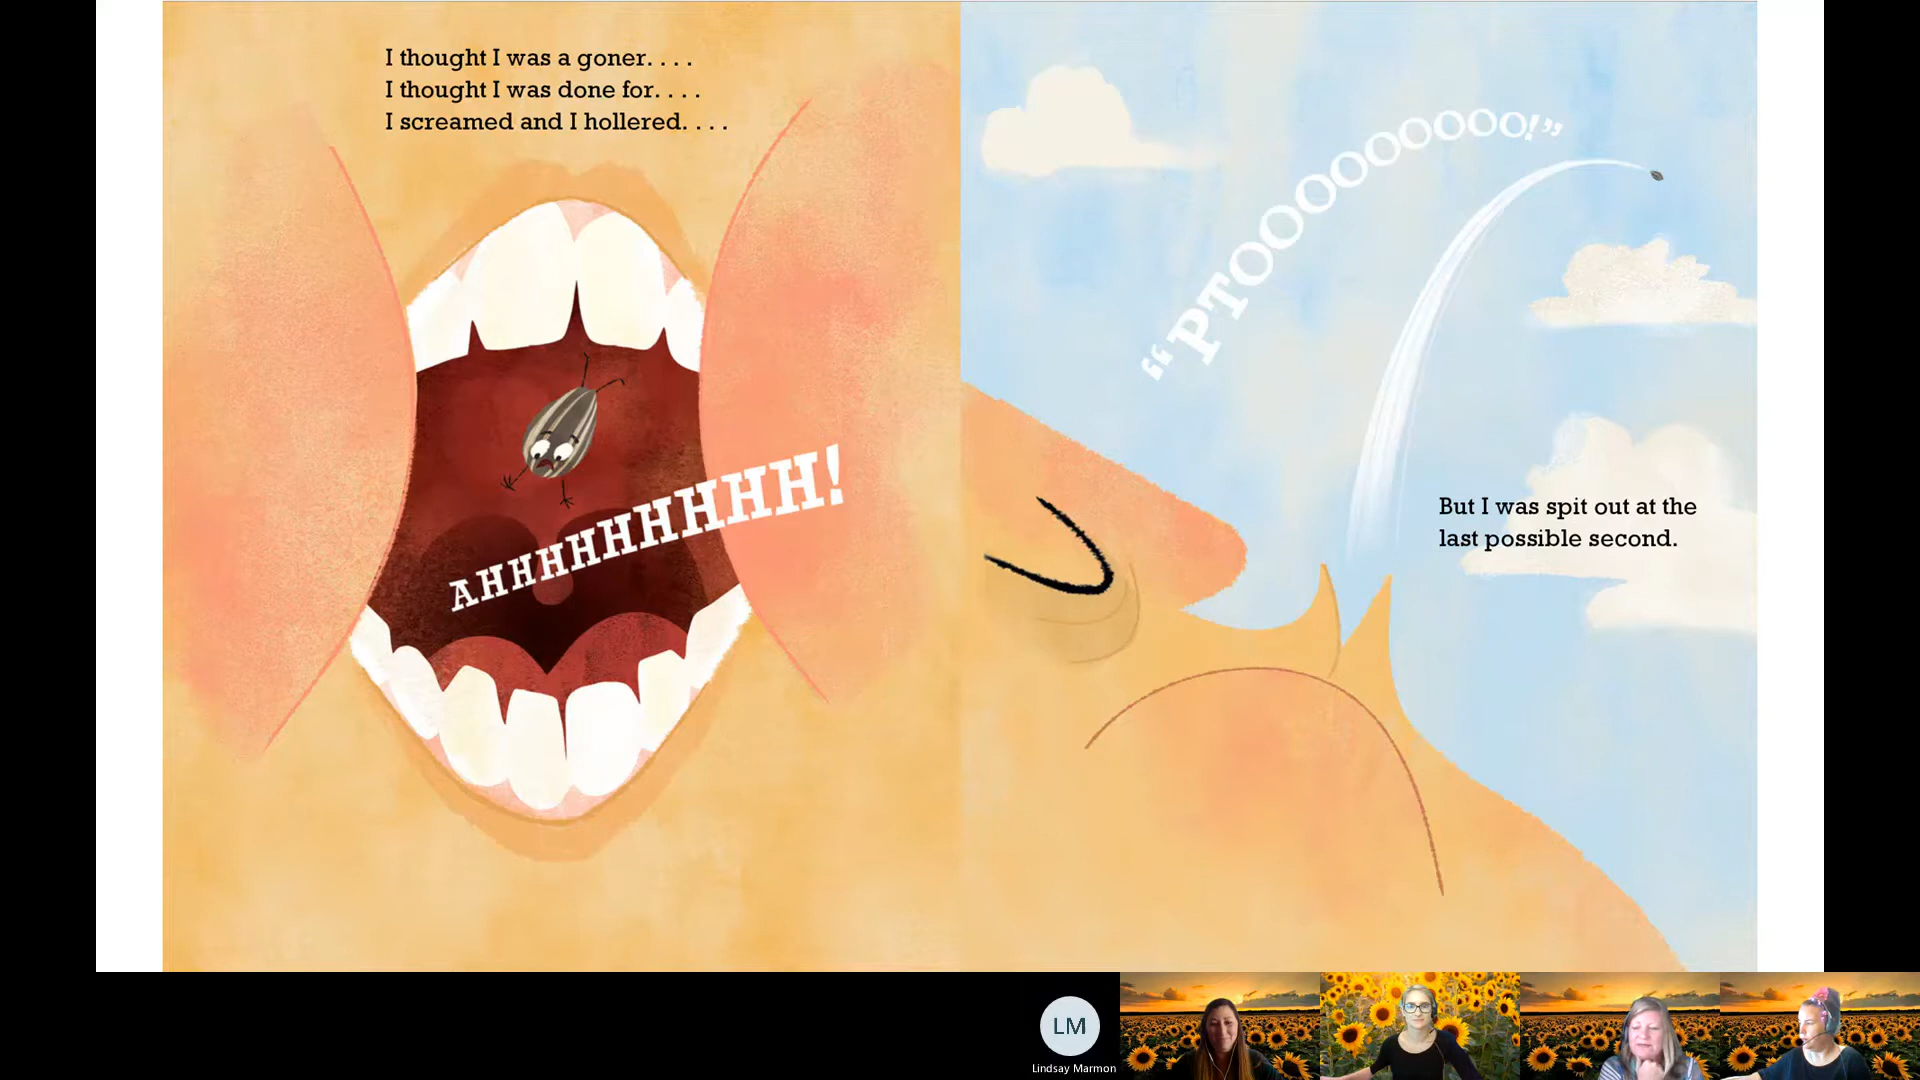 I thought I was a goner. . . .
I thought I was done for. . . .
I screamed and I hollered. . . .
AHHHHHHHHH!
“PTOOOOOOOOOO!”
But I was spit out at the
last possible second.
LM
Lindsay Marmon